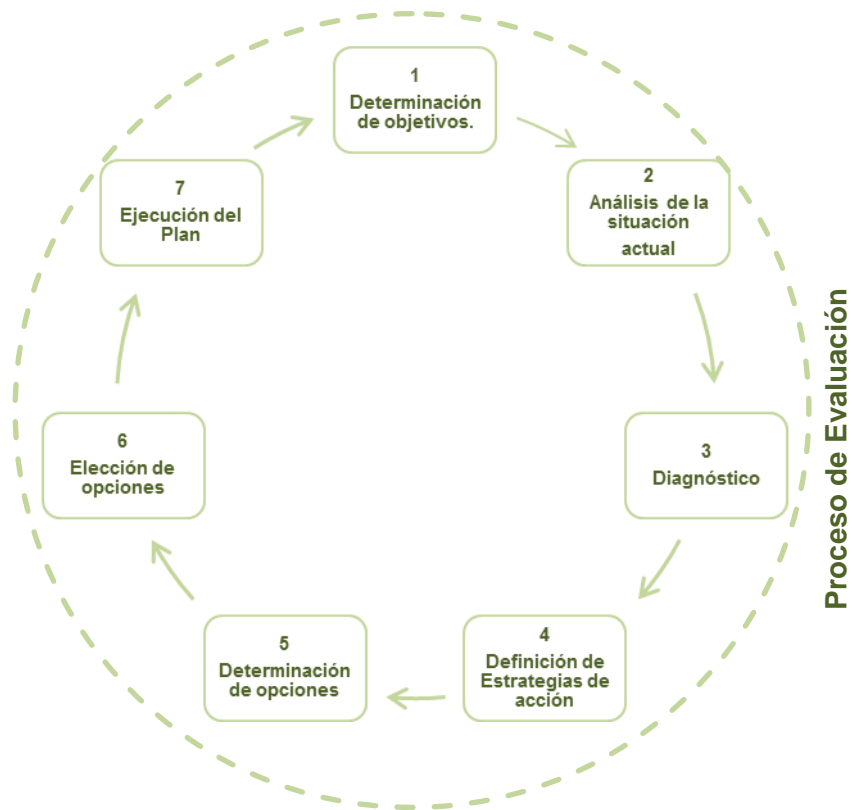 1
Determinación
de objetivos.
2
Análisis de la
situación
actual
3
Diagnóstico
4
Definición de
Estrategias de
acción
5
Determinación
de opciones
6
Elección de
opciones
7
Ejecución del
Plan
Proceso de Evaluación